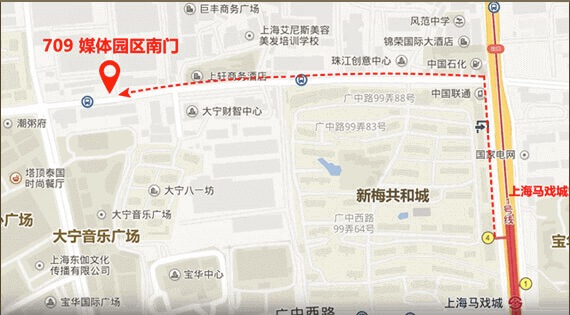 巨丰商务广场
风范中学
上海艾尼斯美容
美发培训学校
锦荣国际大酒店
709 媒体园区南门
珠江创意中心
中国石化
上轩商务酒店
中国联通
广中路99弄88号
潮粥府
大宁财智中心
广中路99弄83号
国家电网
塔顶泰国
时尚餐厅
大宁八一坊
新梅共和城
上海马戏城
广场
大宁音乐广场
大宁音乐广场
广中西路
99弄64号
号线
4
上海东伽文化
传播有限公司
宝华中心
宝华
1
宝华国际广场
广中西路
上海马戏城